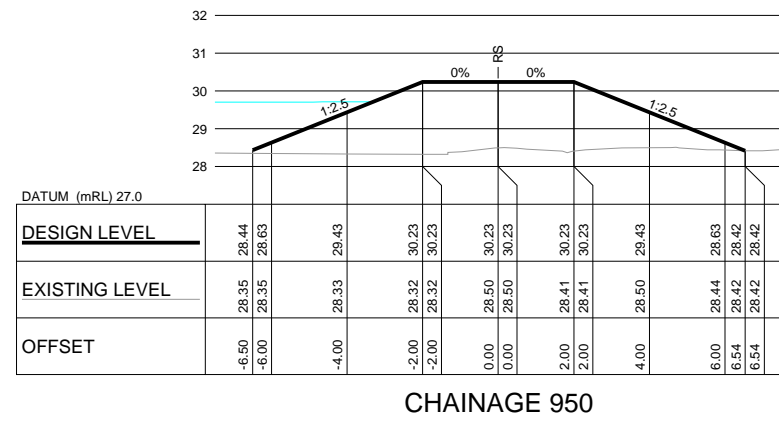 32
31
RS
0% 0%
30
1:2.5 1:2.5
29
28
DATUM (mRL) 27.0
DESIGN LEVEL 28.44 28.63 29.43 30.23 30.23 30.23 30.23 30.23 30.23 29.43 28.63 28.42 28.42
EXISTING LEVEL 28.35 28.35 28.33 28.32 28.32 28.50 28.50 28.41 28.41 28.50 28.44 28.42 28.42
OFFSET -6.50 -6.00 -4.00 -2.00 -2.00 0.00 0.00 2.00 2.00 4.00 6.00 6.54 6.54
CHAINAGE 950